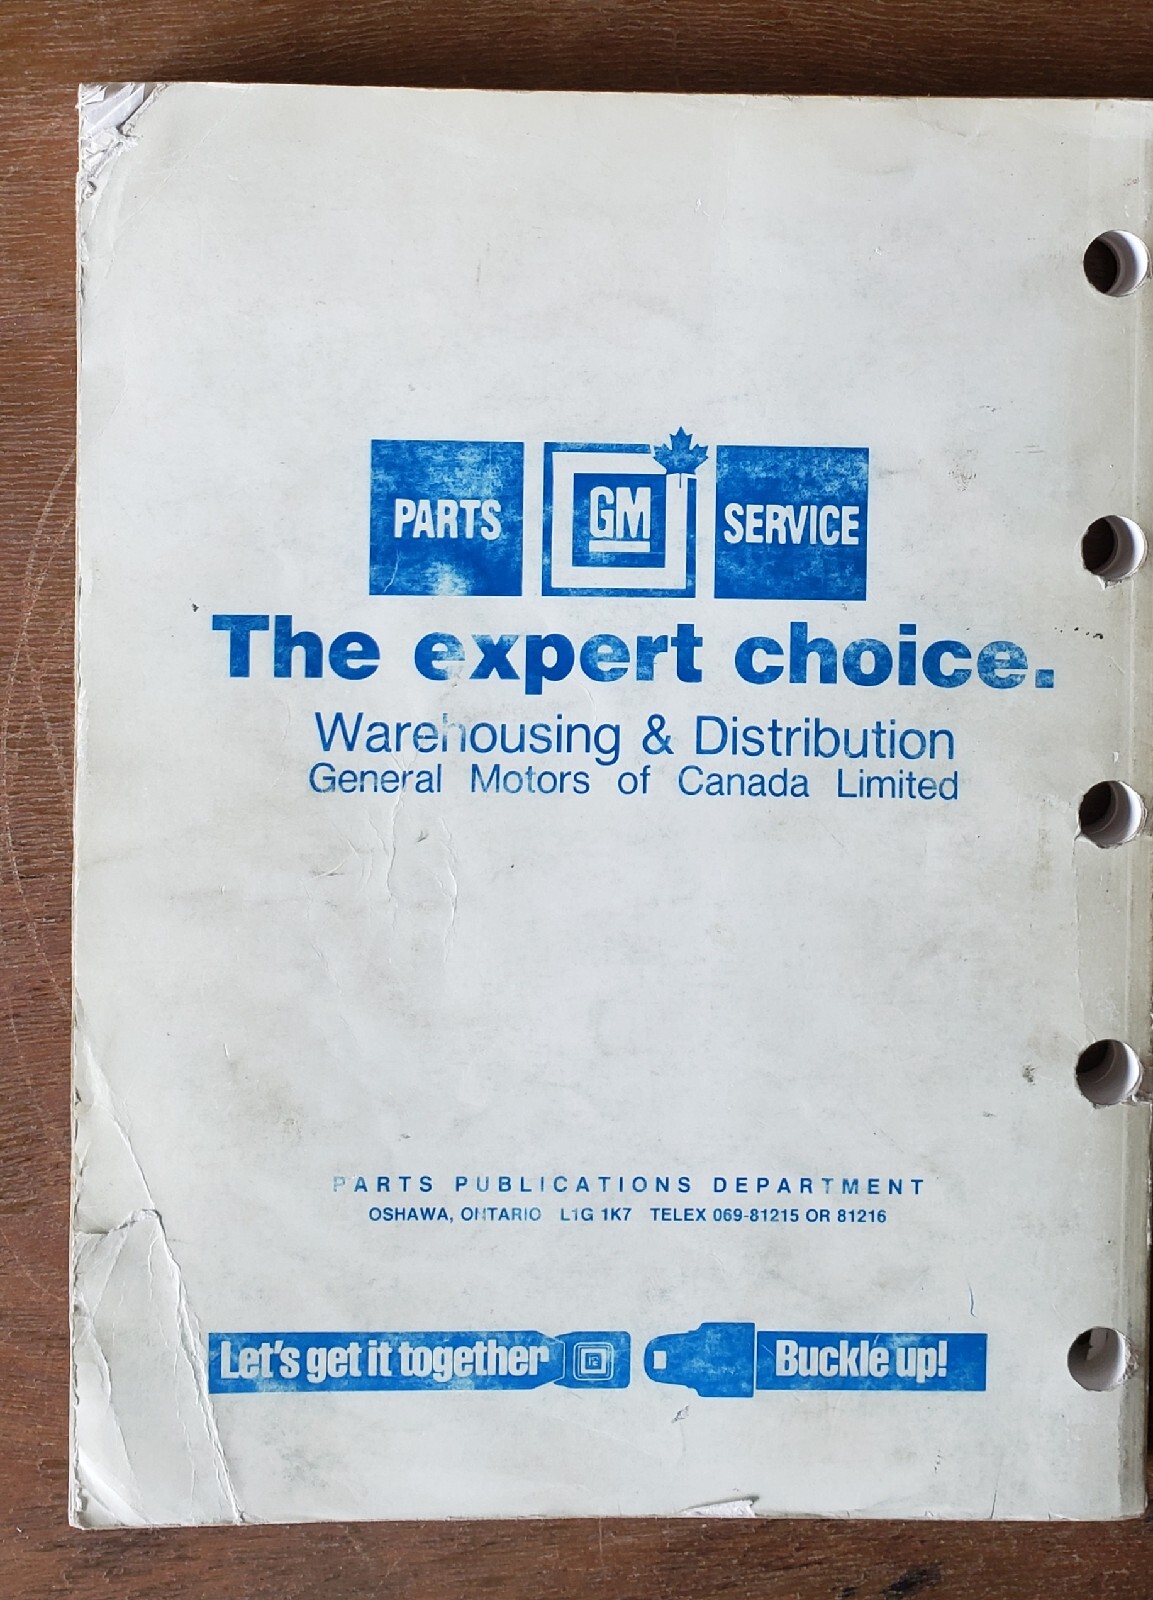 PARTS GM SERVICE
The expert choice.
Warehousing & Distribution
General Motors of Canada Limited
PARTS PUBLICATIONS DEPARTMENT
OSHAWA, ONTARIO L1G 1K7 TELEX 069-81215 OR 81216
Let's get it together Buckle up!